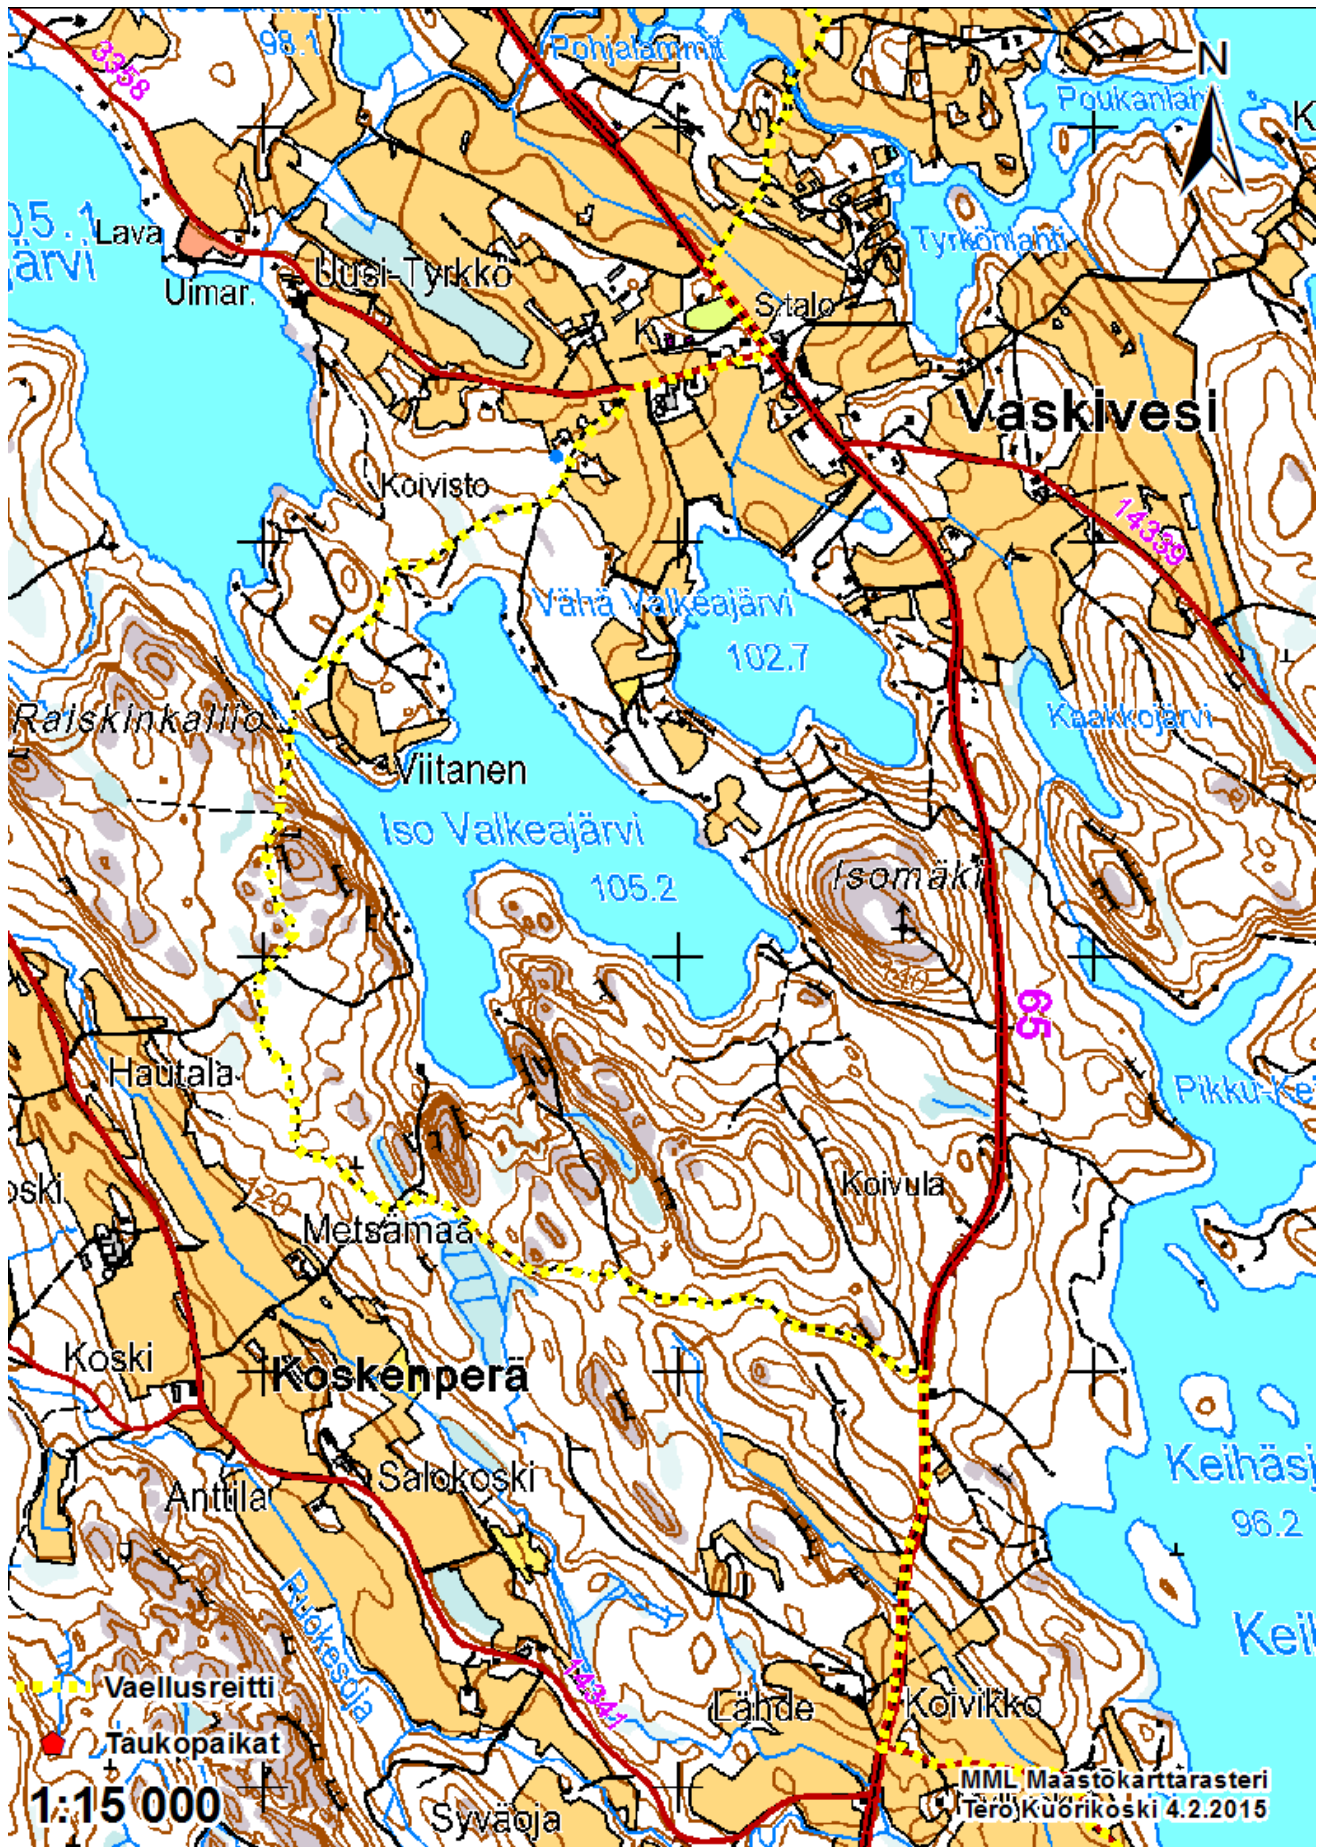 98.1
Pohjalammit
N
3358
Poukanlahti
K
05.1
ärvi
Lava
Tyrkönlahti
Uusi-Tyrkkö
Uimar.
S.talo
K
Vaskivesi
Koivisto
14339
Vähä Valkeajärvi
102.7
Raiskinkallio
Kaakkojärvi
Viitanen
Iso Valkeajärvi
105.2
Isomäki
140
65
Hautala
Pikku-Kei
oski
120
Koivula
Metsämaa
Koski
Koskenperä
Keihäsj
Salokoski
Anttila
96.2
Ruokesoja
Keih
14341
Vaellusreitti
Lähde
Koivikko
Taukopaikat
MML Maastokarttarasteri
1:15 000
Tero Kuorikoski 4.2.2015
Syväoja